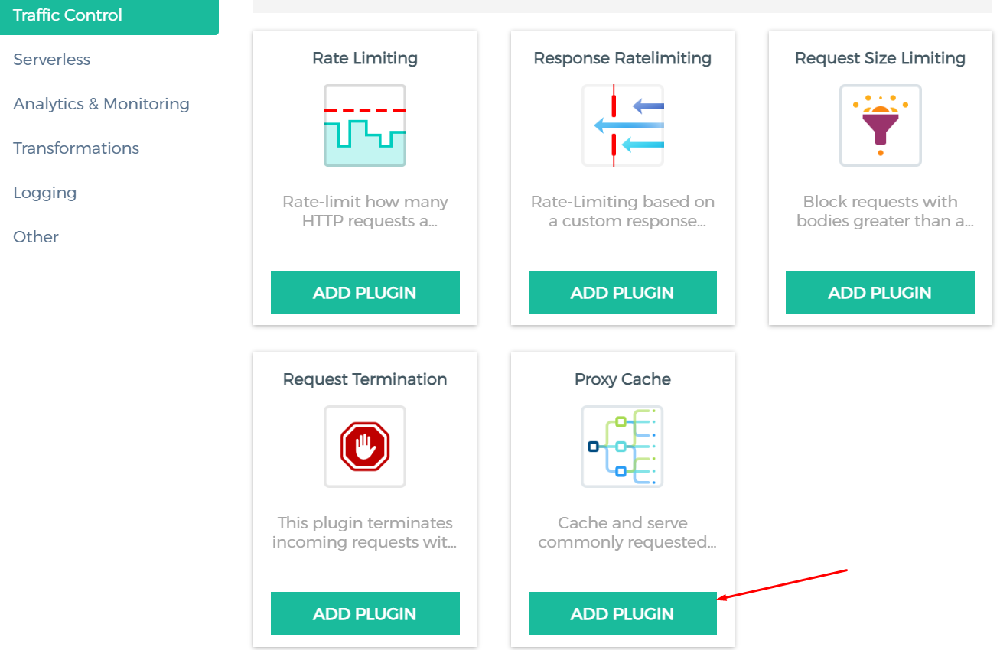 Traffic Control
Serverless
Analytics & Monitoring
Transformations
Logging
Other
Rate Limiting
Rate-limit how many
HTTP requests a...
ADD PLUGIN
Response Ratelimiting
Rate-Limiting based on
a custom response...
ADD PLUGIN
Request Size Limiting
Block requests with
bodies greater than a...
ADD PLUGIN
Request Termination
This plugin terminates
incoming requests wit...
ADD PLUGIN
Proxy Cache
Cache and serve
commonly requested...
ADD PLUGIN